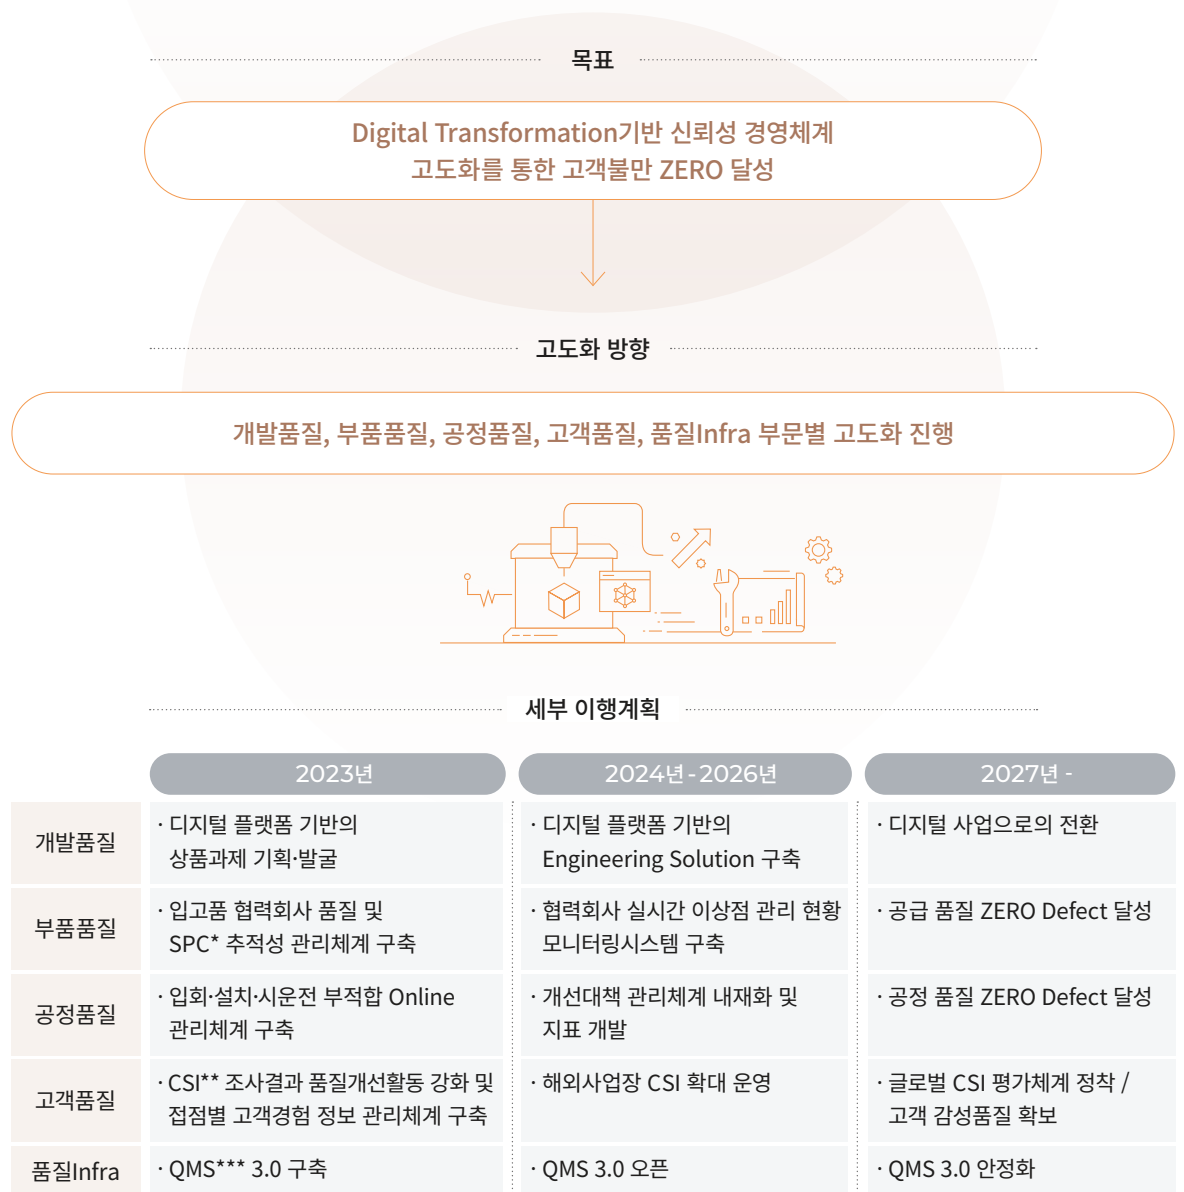 목표
Digital Transformation기반 신뢰성 경영체계
고도화를 통한 고객불만 ZERO 달성
고도화 방향
개발품질, 부품품질, 공정품질, 고객품질, 품질Infra 부문별 고도화 진행
세부 이행계획
2023년
2024년 - 2026년
2027년 -
개발품질
· 디지털 플랫폼 기반의
상품과제 기획·발굴
· 디지털 플랫폼 기반의
Engineering Solution 구축
· 디지털 사업으로의 전환
부품품질
· 입고품 협력회사 품질 및
SPC* 추적성 관리체계 구축
· 협력회사 실시간 이상점 관리 현황
모니터링시스템 구축
· 공급 품질 ZERO Defect 달성
공정품질
· 입회·설치·시운전 부적합 Online
관리체계 구축
· 개선대책 관리체계 내재화 및
지표 개발
· 공정 품질 ZERO Defect 달성
고객품질
· CSI** 조사결과 품질개선활동 강화 및
접점별 고객경험 정보 관리체계 구축
· 해외사업장 CSI 확대 운영
· 글로벌 CSI 평가체계 정착 /
고객 감성품질 확보
품질Infra
· QMS*** 3.0 구축
· QMS 3.0 오픈
· QMS 3.0 안정화